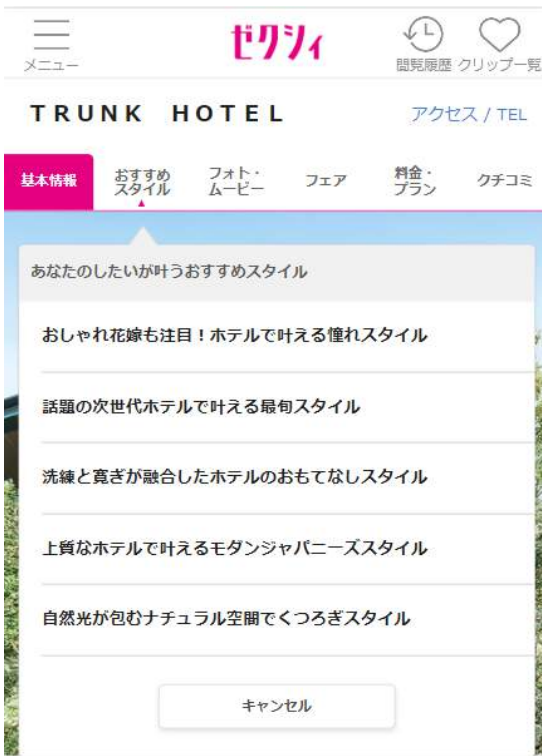 ゼクシィ
メニュー
閲覧履歴 クリップ一覧
TRUNK HOTEL
アクセス / TEL
基本情報
おすすめ
スタイル
フォト・
ムービー
フェア
料金・
プラン
クチコミ
あなたのしたいが叶うおすすめスタイル
おしゃれ花嫁も注目！ホテルで叶える憧れスタイル
話題の次世代ホテルで叶える最旬スタイル
洗練と寛ぎが融合したホテルのおもてなしスタイル
上質なホテルで叶えるモダンジャパニーズスタイル
自然光が包むナチュラル空間でくつろぎスタイル
キャンセル